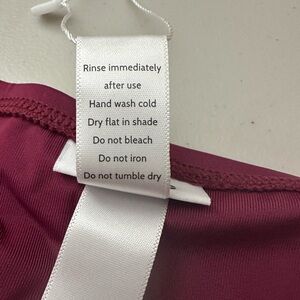 Rinse immediately
after use
Hand wash cold
Dry flat in shade
Do not bleach
Do not iron
Do not tumble dry